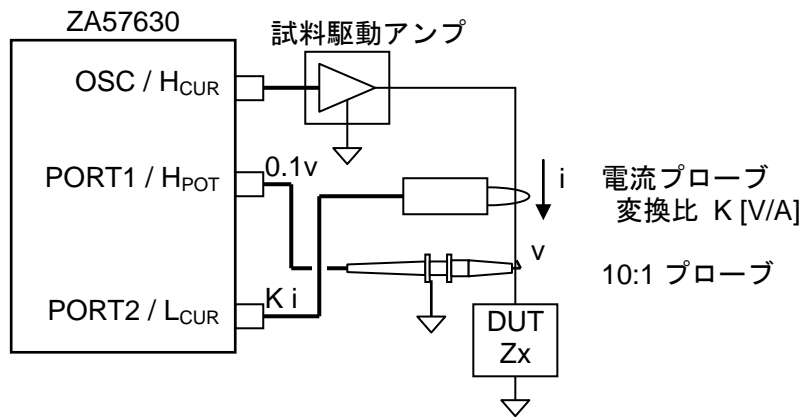 ZA57630
試料駆動アンプ
OSC / HCUR
PORT1 / HPOT
0.1v
i
電流プローブ
変換比 K [V/A]
v
10:1 プローブ
PORT2 / LCUR
K i
DUT
Zx